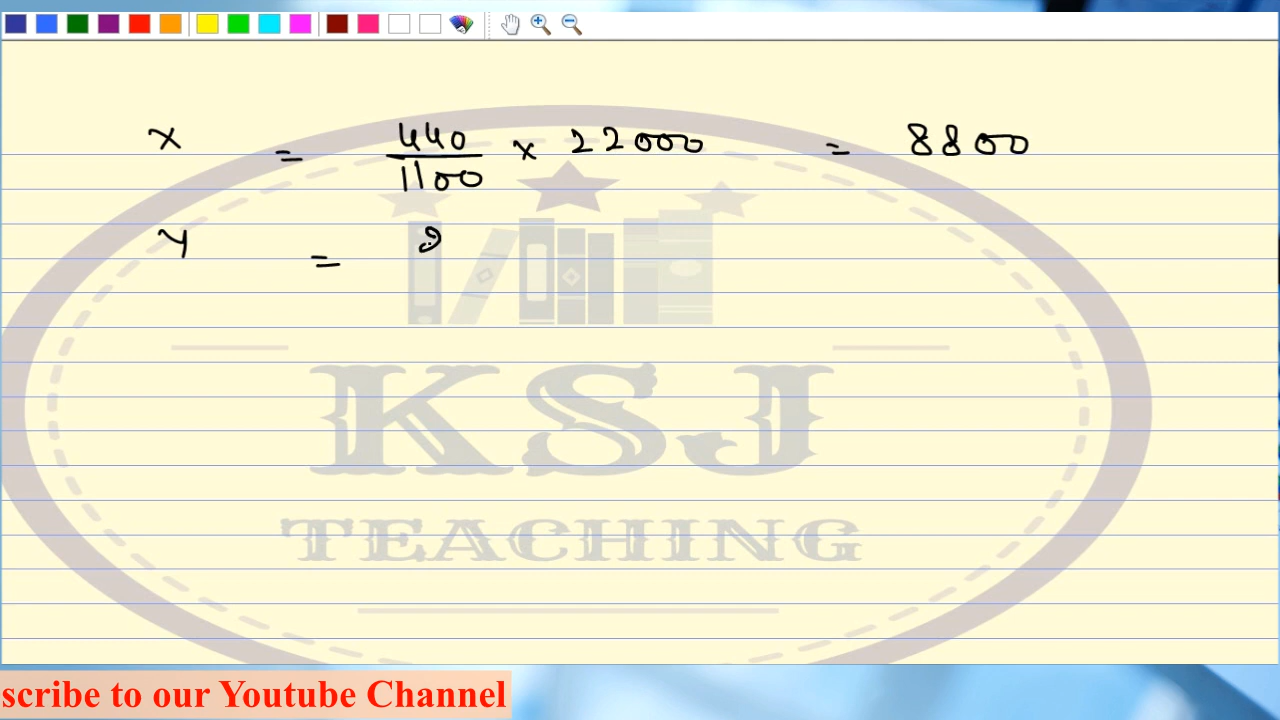 x = 440/1100 × 22000 = 8800
y =
KSJ
TEACHING
scribe to our Youtube Channel